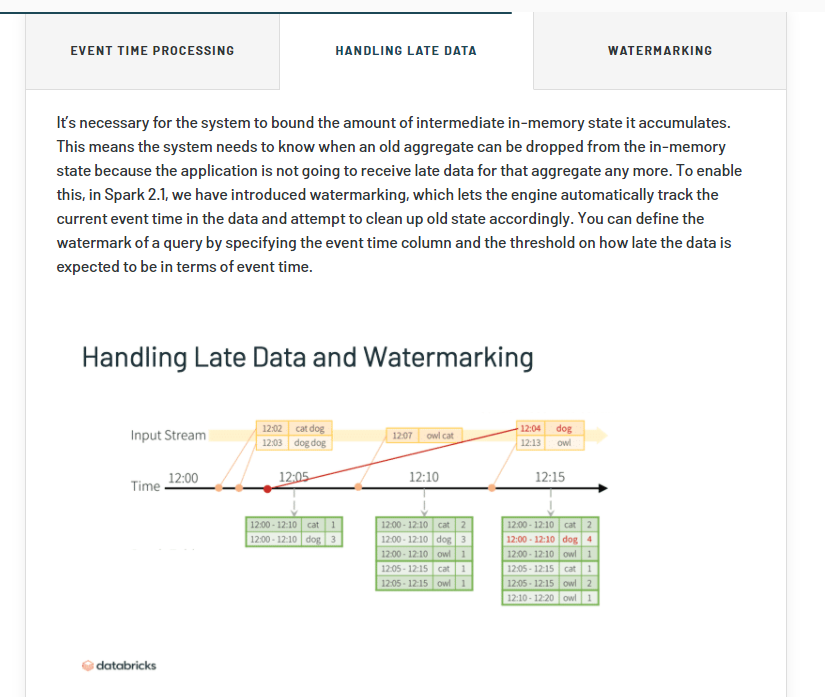 EVENT TIME PROCESSING
HANDLING LATE DATA
WATERMARKING
It's necessary for the system to bound the amount of intermediate in-memory state it accumulates.
This means the system needs to know when an old aggregate can be dropped from the in-memory
state because the application is not going to receive late data for that aggregate any more. To enable
this, in Spark 2.1, we have introduced watermarking, which lets the engine automatically track the
current event time in the data and attempt to clean up old state accordingly. You can define the
watermark of a query by specifying the event time column and the threshold on how late the data is
expected to be in terms of event time.
Handling Late Data and Watermarking
Input Stream
12:02 cat dog
12:03 dog dog
12:07 owl cat
12:04 dog
12:13 owl
Time
12:00
12:05
12:10
12:15
12:00 - 12:10 cat 1
12:00 - 12:10 dog 3
12:00 - 12:10 cat 2
12:00 - 12:10 dog 3
12:00 - 12:10 owl 1
12:05 - 12:15 cat 1
12:05 - 12:15 owl 1
12:00 - 12:10 cat 2
12:00 - 12:10 dog 4
12:00 - 12:10 owl 1
12:05 - 12:15 cat 1
12:05 - 12:15 owl 2
12:10 - 12:20 owl 1
databricks